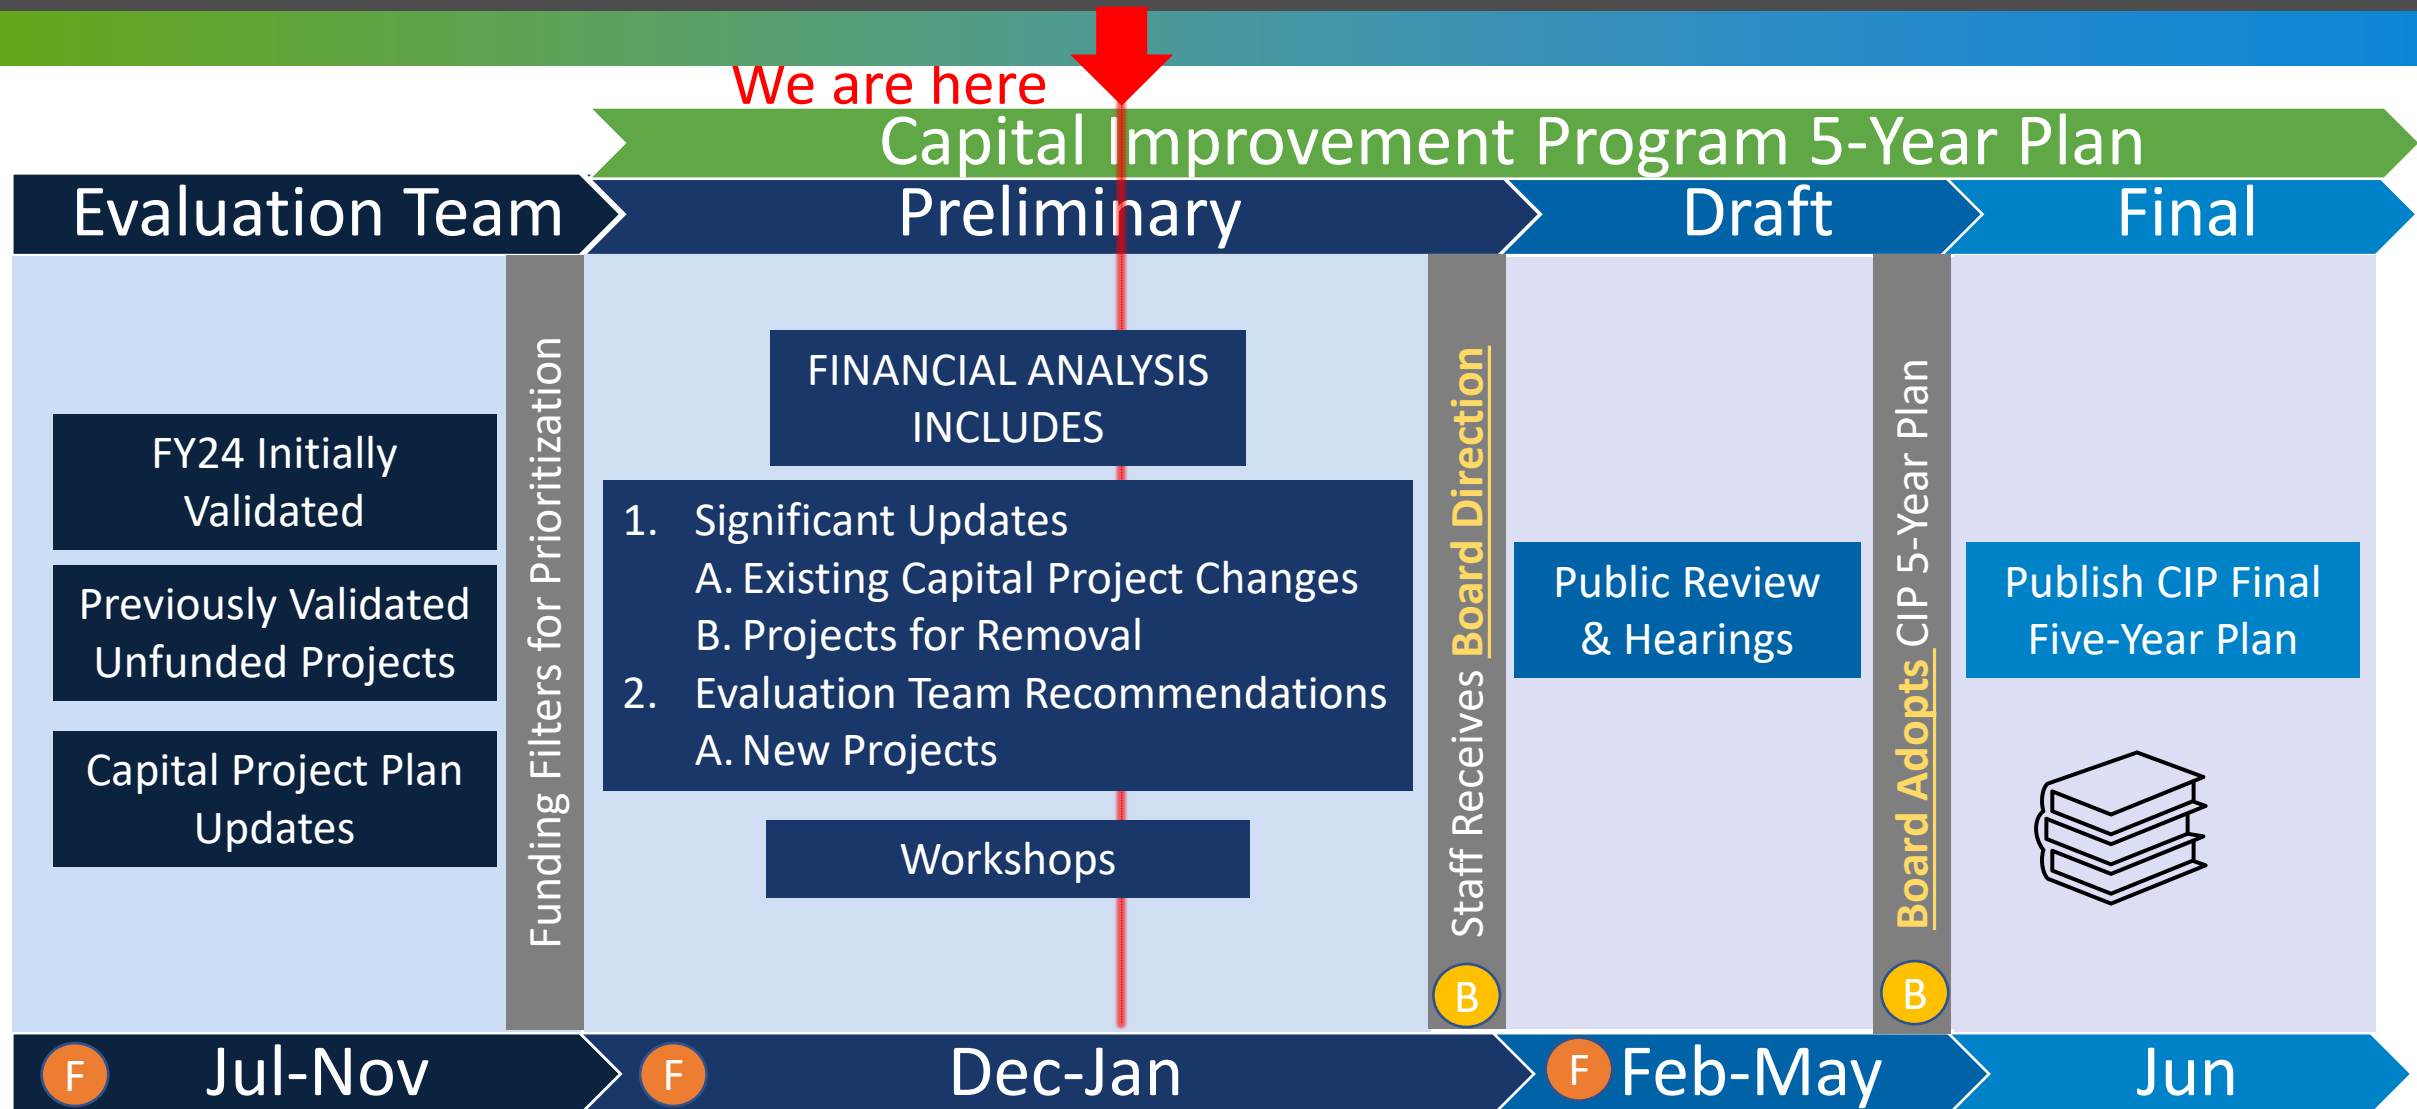 We are here
Capital Improvement Program 5-Year Plan
Evaluation Team
Preliminary
Draft
Final
FY24 Initially
Validated
Previously Validated
Unfunded Projects
Capital Project Plan
Updates
Funding Filters for Prioritization
FINANCIAL ANALYSIS
INCLUDES
1. Significant Updates
A. Existing Capital Project Changes
B. Projects for Removal
2. Evaluation Team Recommendations
A. New Projects
Workshops
Staff Receives Board Direction
B
Public Review
& Hearings
Board Adopts CIP 5-Year Plan
B
Publish CIP Final
Five-Year Plan
F
Jul-Nov
F
Dec-Jan
F
Feb-May
Jun